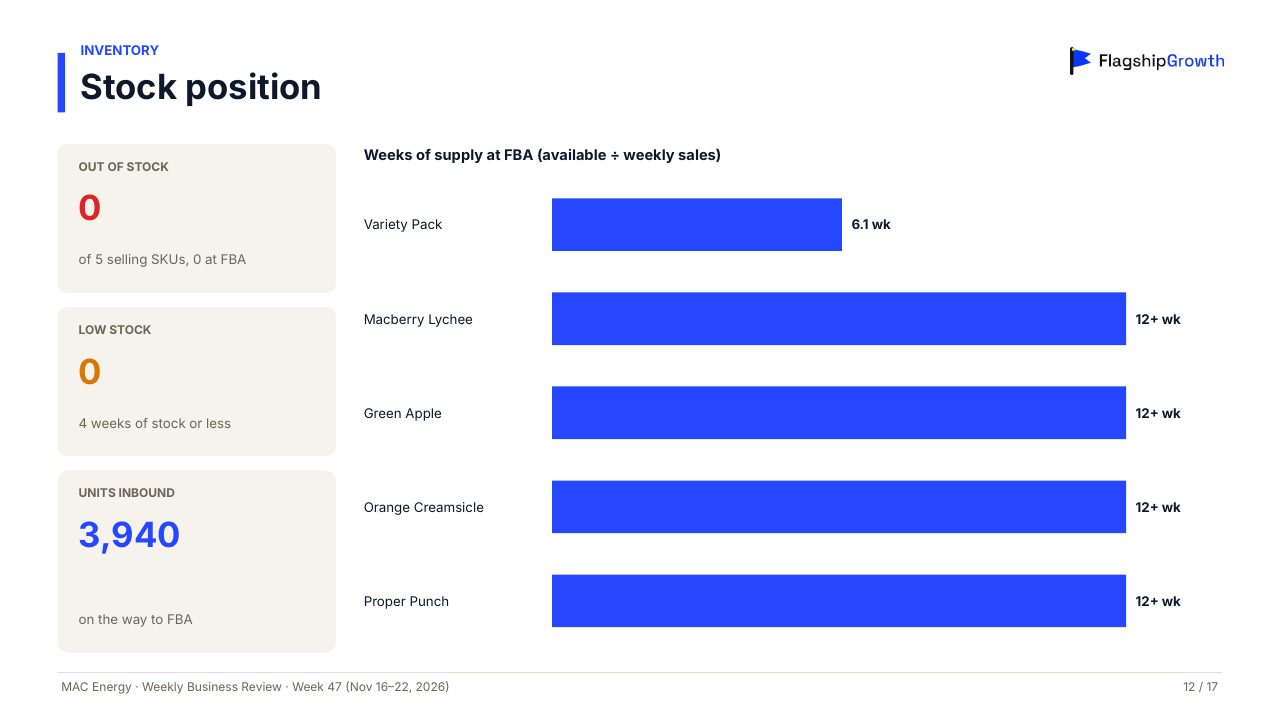 INVENTORY
Stock position
FlagshipGrowth
OUT OF STOCK
0
of 5 selling SKUs, 0 at FBA
LOW STOCK
0
4 weeks of stock or less
UNITS INBOUND
3,940
on the way to FBA
Weeks of supply at FBA (available ÷ weekly sales)
Variety Pack 6.1 wk
Macberry Lychee 12+ wk
Green Apple 12+ wk
Orange Creamsicle 12+ wk
Proper Punch 12+ wk
MAC Energy · Weekly Business Review · Week 47 (Nov 16–22, 2026) 12 / 17